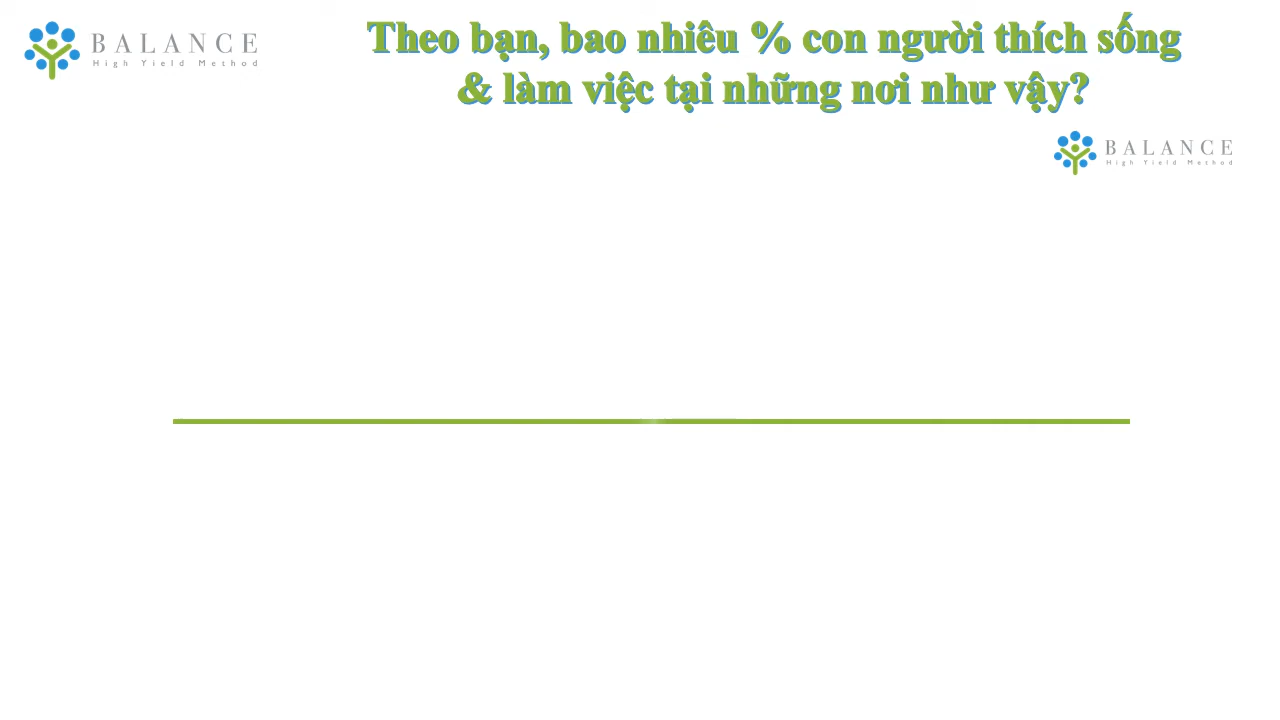 BALANCE
High Yield Method
Theo bạn, bao nhiêu % con người thích sống
& làm việc tại những nơi như vậy?
BALANCE
High Yield Method